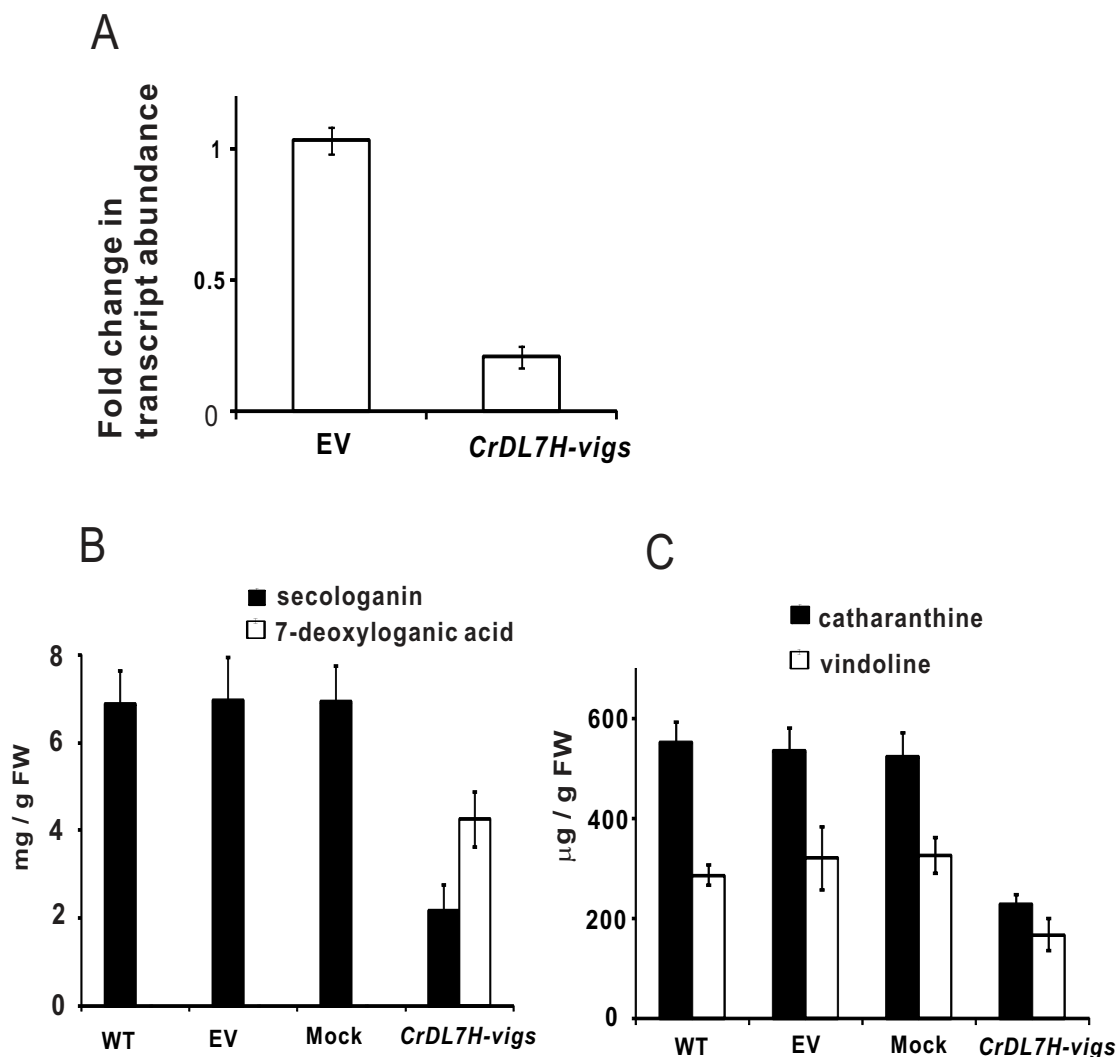 A
Fold change in
transcript abundance
1
0.5
0
EV
CrDL7H-vigs
B
secologanin
7-deoxyloganic acid
mg / g FW
8
6
4
2
0
WT
EV
Mock
CrDL7H-vigs
C
catharanthine
vindoline
μg / g FW
600
400
200
0
WT
EV
Mock
CrDL7H-vigs